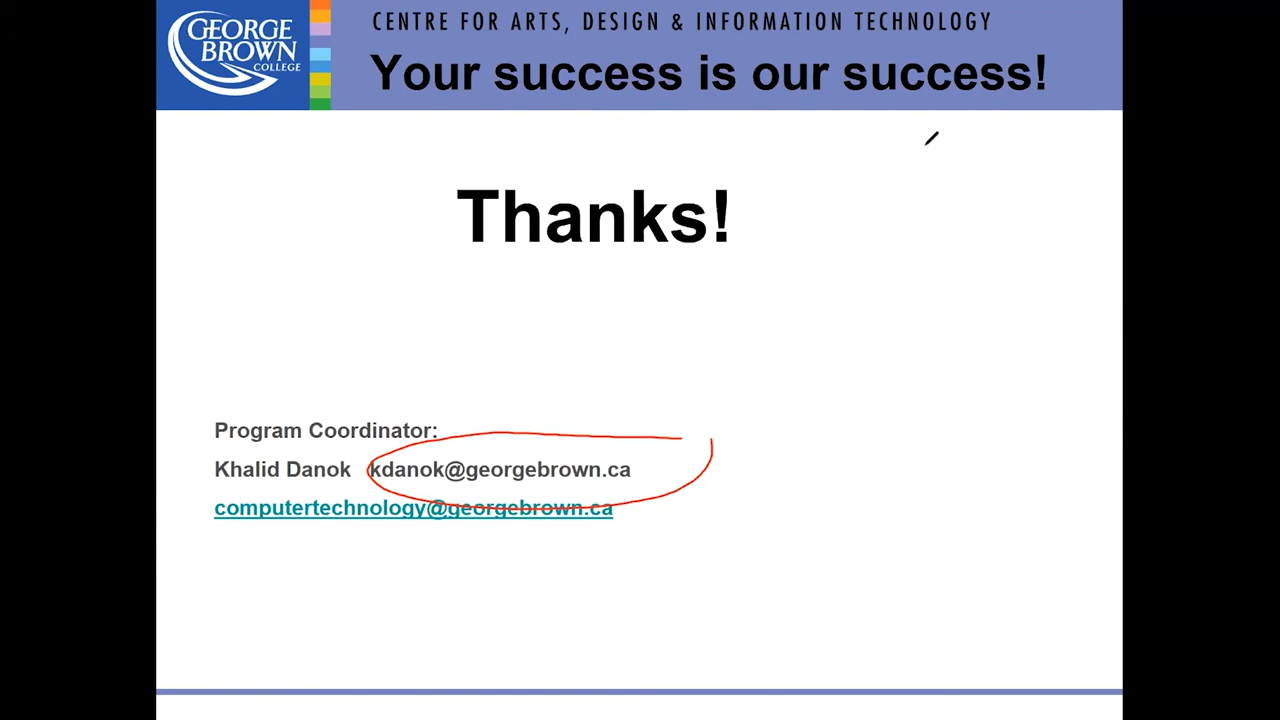 GEORGE
BROWN
COLLEGE
CENTRE FOR ARTS, DESIGN & INFORMATION TECHNOLOGY
Your success is our success!
Thanks!
Program Coordinator:
Khalid Danok kdanok@georgebrown.ca
computertechnology@georgebrown.ca